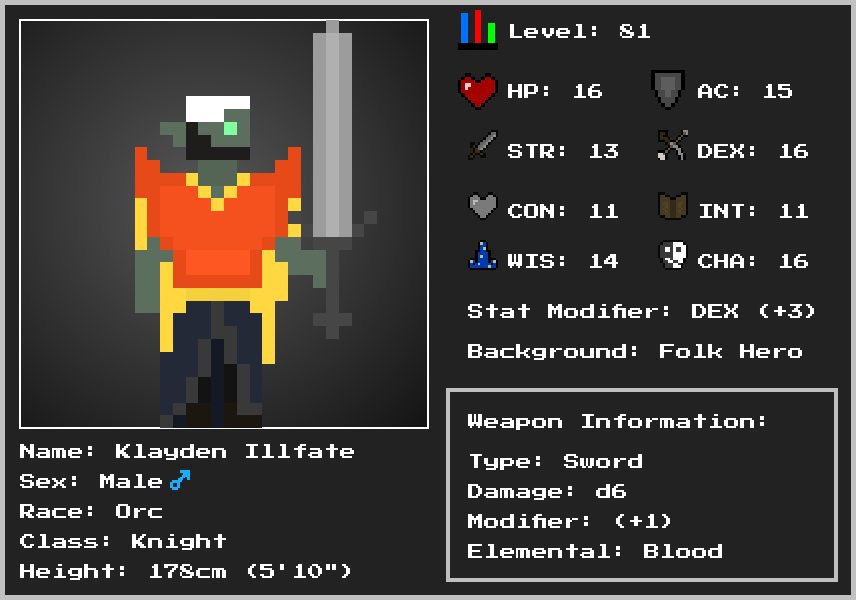 Level: 81
HP: 16 AC: 15
STR: 13 DEX: 16
CON: 11 INT: 11
WIS: 14 CHA: 16
Stat Modifier: DEX (+3)
Background: Folk Hero
Weapon Information:
Type: Sword
Damage: d6
Modifier: (+1)
Elemental: Blood
Name: Klayden Illfate
Sex: Male ♂
Race: Orc
Class: Knight
Height: 178cm (5'10")